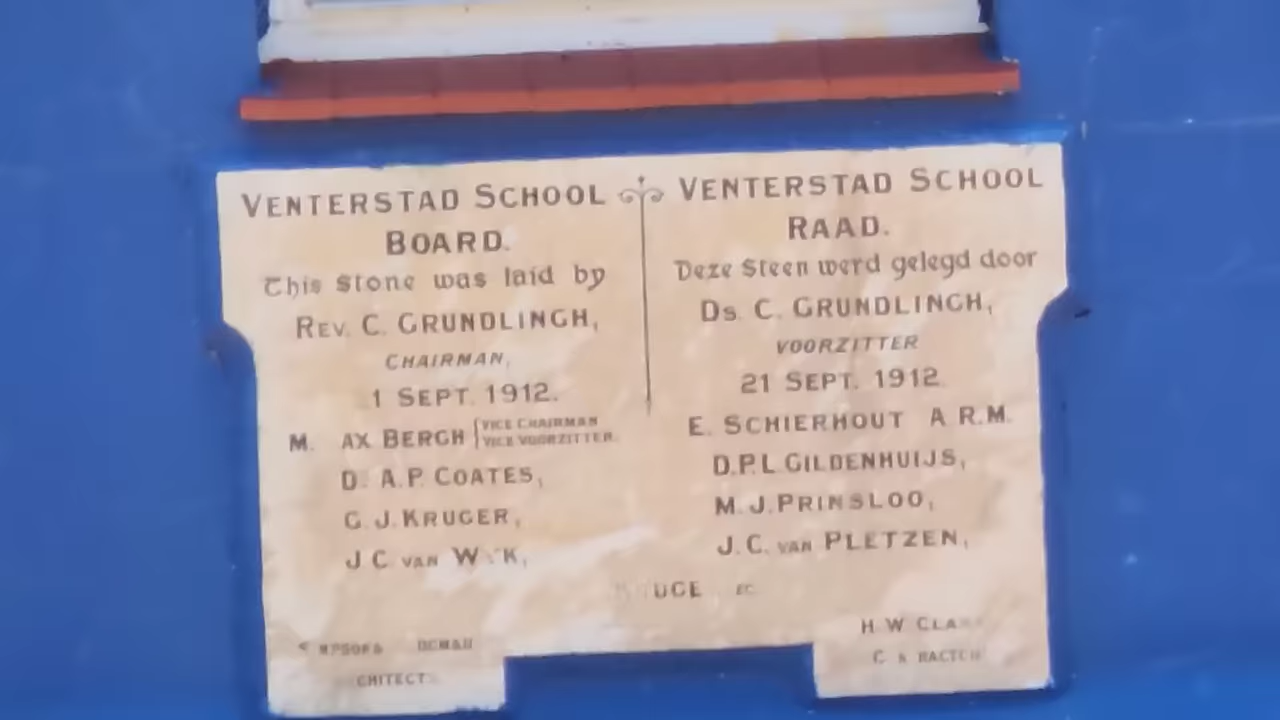 VENTERSTAD SCHOOL
BOARD.
This Stone was laid by
REV. C. GRUNDLINGH,
CHAIRMAN,
1 SEPT. 1912.
M. AX BERGH VICE CHAIRMAN
VICE VOORZITTER.
D. A.P. COATES,
G. J. KRUGER,
J C VAN
VENTERSTAD SCHOOL
RAAD.
Deze Steen werd gelegd door
Ds C. GRUNDLINGH,
VOORZITTER
21 SEPT. 1912
E. SCHIERHOUT A.R.M.
D.P.L. GILDENHUIJS,
M.J. PRINSLOO,
J.C. VAN PLETZEN,
H W